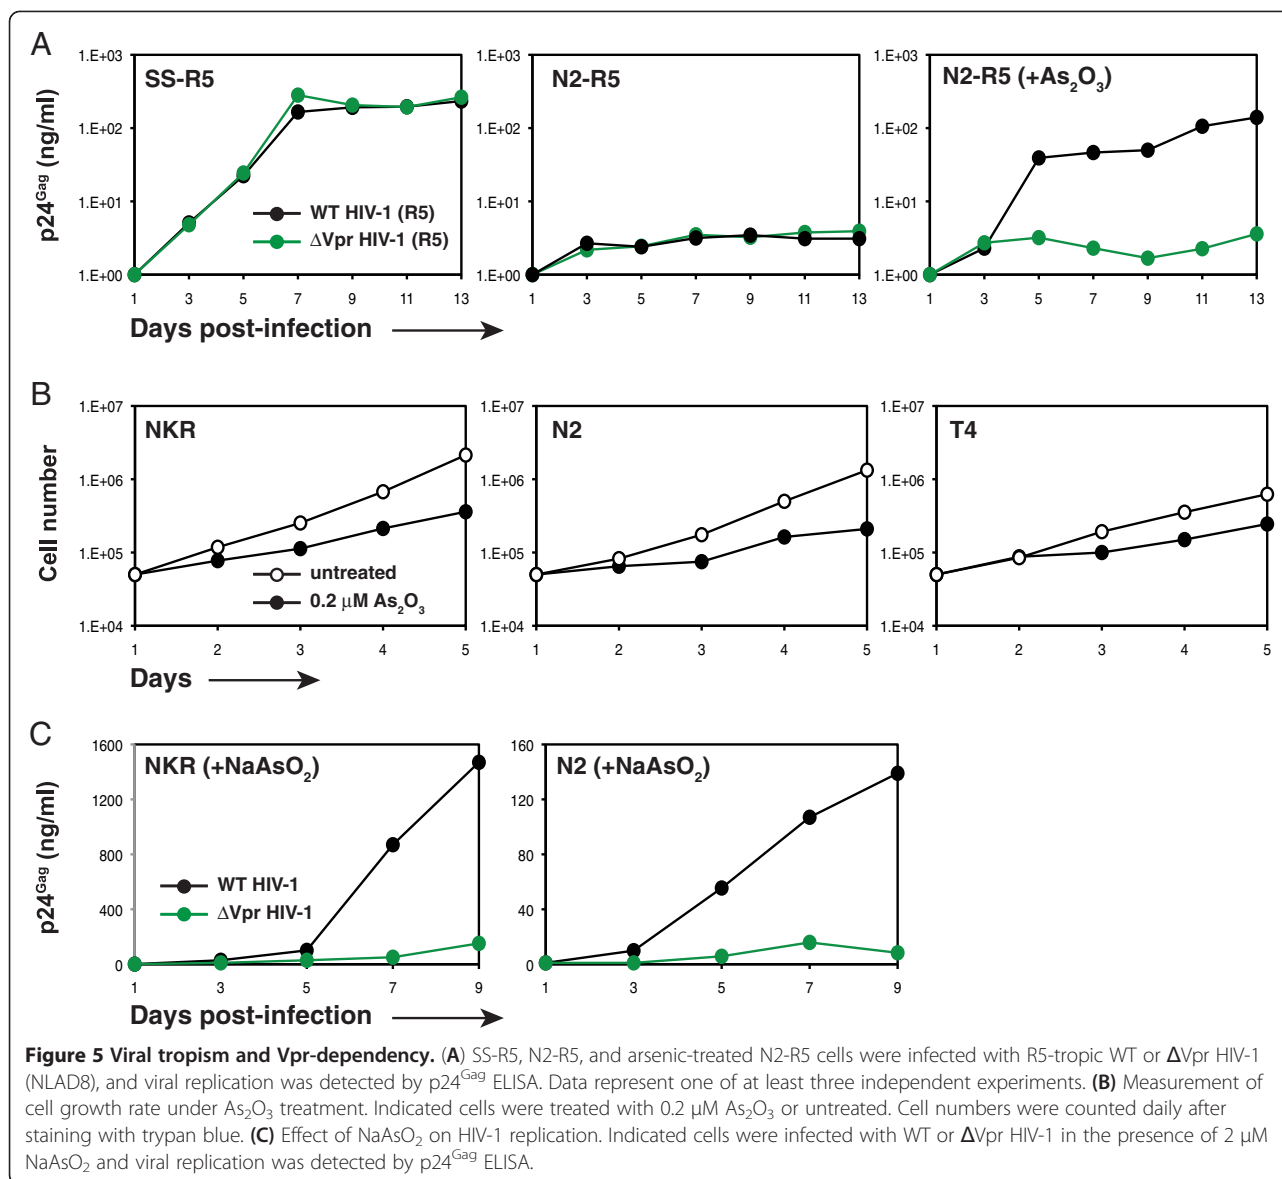 A
1.E+03
1.E+02
1.E+01
1.E+00
p24^Gag (ng/ml)
SS-R5
WT HIV-1 (R5)
ΔVpr HIV-1 (R5)
1 3 5 7 9 11 13
1.E+03
1.E+02
1.E+01
1.E+00
N2-R5
1 3 5 7 9 11 13
1.E+03
1.E+02
1.E+01
1.E+00
N2-R5 (+As₂O₃)
1 3 5 7 9 11 13
Days post-infection
B
1.E+07
1.E+06
1.E+05
1.E+04
Cell number
NKR
untreated
0.2 μM As₂O₃
1 2 3 4 5
1.E+07
1.E+06
1.E+05
1.E+04
N2
1 2 3 4 5
1.E+07
1.E+06
1.E+05
1.E+04
T4
1 2 3 4 5
Days
C
1600
1200
800
400
0
p24^Gag (ng/ml)
NKR (+NaAsO₂)
WT HIV-1
ΔVpr HIV-1
1 3 5 7 9
160
120
80
40
0
N2 (+NaAsO₂)
1 3 5 7 9
Days post-infection
Figure 5 Viral tropism and Vpr-dependency. (A) SS-R5, N2-R5, and arsenic-treated N2-R5 cells were infected with R5-tropic WT or ΔVpr HIV-1
(NLAD8), and viral replication was detected by p24^Gag ELISA. Data represent one of at least three independent experiments. (B) Measurement of
cell growth rate under As₂O₃ treatment. Indicated cells were treated with 0.2 μM As₂O₃ or untreated. Cell numbers were counted daily after
staining with trypan blue. (C) Effect of NaAsO₂ on HIV-1 replication. Indicated cells were infected with WT or ΔVpr HIV-1 in the presence of 2 μM
NaAsO₂ and viral replication was detected by p24^Gag ELISA.